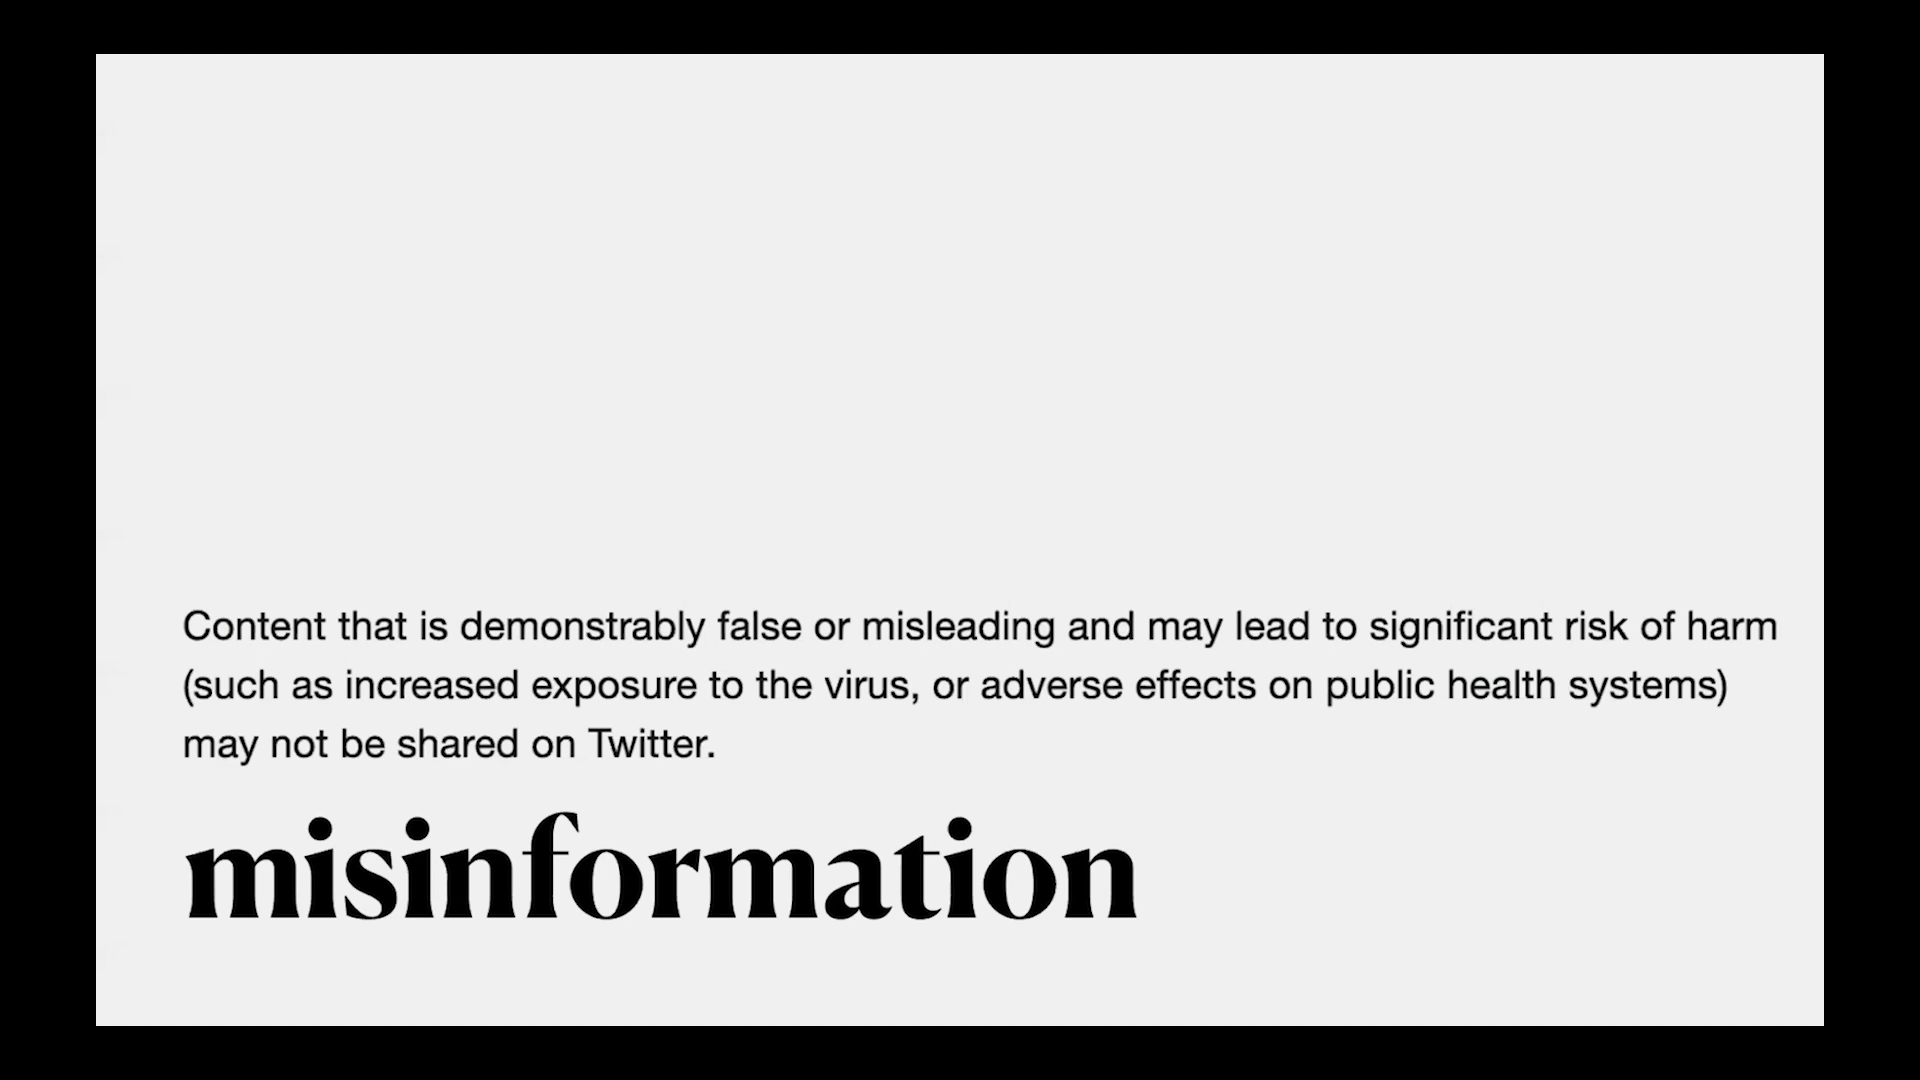 Content that is demonstrably false or misleading and may lead to significant risk of harm
(such as increased exposure to the virus, or adverse effects on public health systems)
may not be shared on Twitter.
misinformation